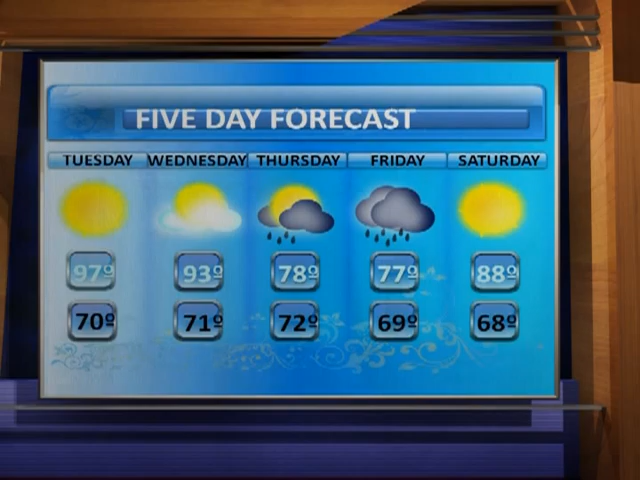 FIVE DAY FORECAST
TUESDAY WEDNESDAY THURSDAY FRIDAY SATURDAY
97º 93º 78º 77º 88º
70º 71º 72º 69º 68º